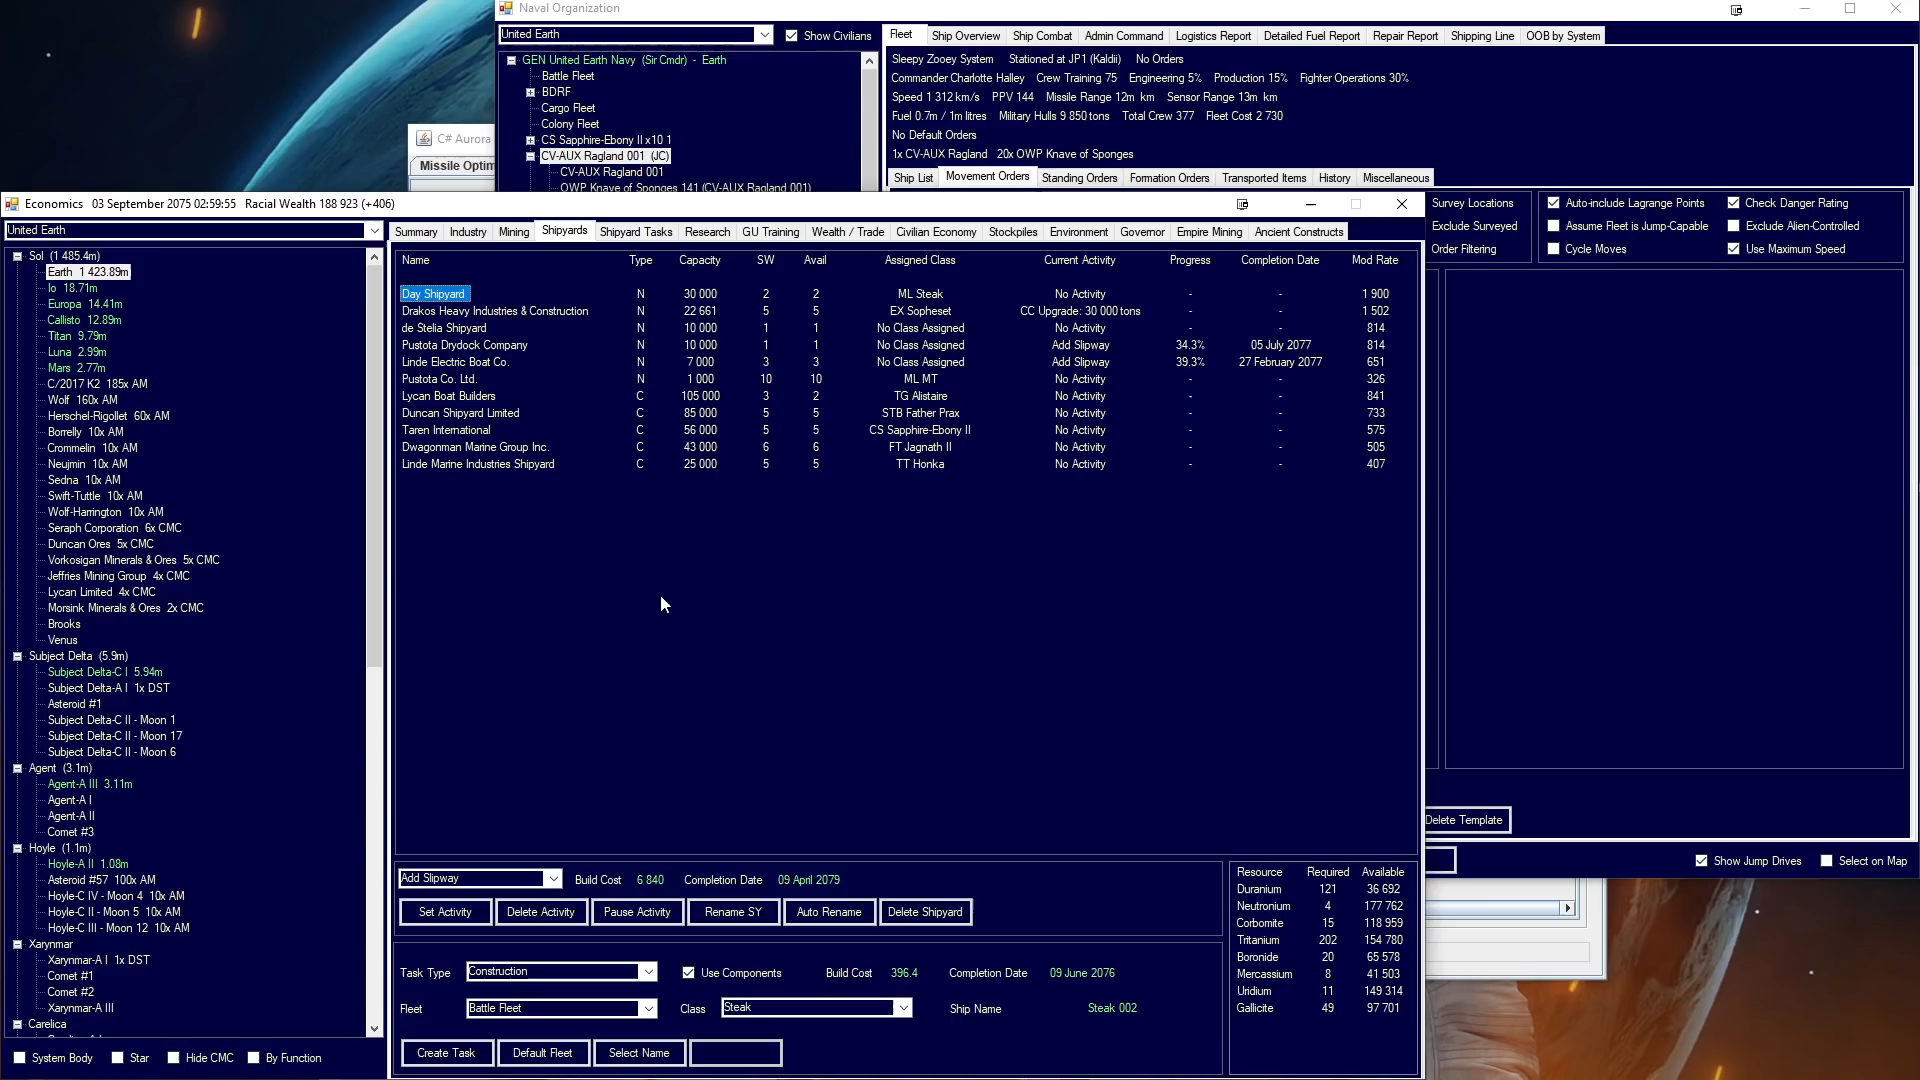 Naval Organization
United Earth
Show Civilians
GEN United Earth Navy (Sir Cmdr) - Earth
Battle Fleet
BDRF
Cargo Fleet
Colony Fleet
CS Sapphire-Ebony II x10 1
CV-AUX Ragland 001 (JC)
CV-AUX Ragland 001
OWP Knave of Sponges 141 (CV-AUX Ragland 001)
C# Aurora
Missile Optim
Fleet Ship Overview Ship Combat Admin Command Logistics Report Detailed Fuel Report Repair Report Shipping Line OOB by System
Sleepy Zooey System Stationed at JP1 (Kaldii) No Orders
Commander Charlotte Halley Crew Training 75 Engineering 5% Production 15% Fighter Operations 30%
Speed 1 312 km/s PPV 144 Missile Range 12m km Sensor Range 13m km
Fuel 0.7m / 1m litres Military Hulls 9 850 tons Total Crew 377 Fleet Cost 2 730
No Default Orders
1x CV-AUX Ragland 20x OWP Knave of Sponges
Ship List Movement Orders Standing Orders Formation Orders Transported Items History Miscellaneous
Survey Locations Auto-include Lagrange Points Check Danger Rating
Exclude Surveyed Assume Fleet is Jump-Capable Exclude Alien-Controlled
Order Filtering Cycle Moves Use Maximum Speed
Delete Template
Show Jump Drives Select on Map
Economics 03 September 2075 02:59:55 Racial Wealth 188 923 (+406)
United Earth
Sol (1 485.4m)
Earth 1 423.89m
Io 18.71m
Europa 14.41m
Callisto 12.89m
Titan 9.79m
Luna 2.99m
Mars 2.77m
C/2017 K2 185x AM
Wolf 160x AM
Herschel-Rigollet 60x AM
Borrelly 10x AM
Crommelin 10x AM
Neujmin 10x AM
Sedna 10x AM
Swift-Tuttle 10x AM
Wolf-Harrington 10x AM
Seraph Corporation 6x CMC
Duncan Ores 5x CMC
Vorkosigan Minerals & Ores 5x CMC
Jeffries Mining Group 4x CMC
Lycan Limited 4x CMC
Morsink Minerals & Ores 2x CMC
Brooks
Venus
Subject Delta (5.9m)
Subject Delta-C I 5.94m
Subject Delta-A I 1x DST
Asteroid #1
Subject Delta-C II - Moon 1
Subject Delta-C II - Moon 17
Subject Delta-C II - Moon 6
Agent (3.1m)
Agent-A III 3.11m
Agent-A I
Agent-A II
Comet #3
Hoyle (1.1m)
Hoyle-A II 1.08m
Asteroid #57 100x AM
Hoyle-C IV - Moon 4 10x AM
Hoyle-C II - Moon 5 10x AM
Hoyle-C III - Moon 12 10x AM
Xarynmar
Xarynmar-A I 1x DST
Comet #1
Comet #2
Xarynmar-A III
Carelica
System Body Star Hide CMC By Function
Summary Industry Mining Shipyards Shipyard Tasks Research GU Training Wealth / Trade Civilian Economy Stockpiles Environment Governor Empire Mining Ancient Constructs
Name Type Capacity SW Avail Assigned Class Current Activity Progress Completion Date Mod Rate
Day Shipyard N 30 000 2 2 ML Steak No Activity - - 1 900
Drakos Heavy Industries & Construction N 22 661 5 5 EX Sopheset CC Upgrade: 30 000 tons - - 1 502
de Stelia Shipyard N 10 000 1 1 No Class Assigned No Activity - - 814
Pustota Drydock Company N 10 000 1 1 No Class Assigned Add Slipway 34.3% 05 July 2077 814
Linde Electric Boat Co. N 7 000 3 3 No Class Assigned Add Slipway 39.3% 27 February 2077 651
Pustota Co. Ltd. N 1 000 10 10 ML MT No Activity - - 326
Lycan Boat Builders C 105 000 3 2 TG Alistaire No Activity - - 841
Duncan Shipyard Limited C 85 000 5 5 STB Father Prax No Activity - - 733
Taren International C 56 000 5 5 CS Sapphire-Ebony II No Activity - - 575
Dwagonman Marine Group Inc. C 43 000 6 6 FT Jagnath II No Activity - - 505
Linde Marine Industries Shipyard C 25 000 5 5 TT Honka No Activity - - 407
Add Slipway Build Cost 6 840 Completion Date 09 April 2079
Set Activity Delete Activity Pause Activity Rename SY Auto Rename Delete Shipyard
Task Type Construction Use Components Build Cost 396.4 Completion Date 09 June 2076
Fleet Battle Fleet Class Steak Ship Name Steak 002
Create Task Default Fleet Select Name
Resource Required Available
Duranium 121 36 692
Neutronium 4 177 762
Corbomite 15 118 959
Tritanium 202 154 780
Boronide 20 65 578
Mercassium 8 41 503
Uridium 11 149 314
Gallicite 49 97 701